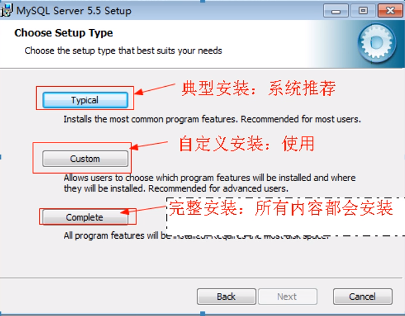 MySQL Server 5.5 Setup
Choose Setup Type
Choose the setup type that best suits your needs
Typical
典型安装：系统推荐
Installs the most common program features. Recommended for most users.
自定义安装：使用
Custom
Allows users to choose which program features will be installed and where
they will be installed. Recommended for advanced users.
Complete
完整安装：所有内容都会安装
All program features will be
Back
Next
Cancel